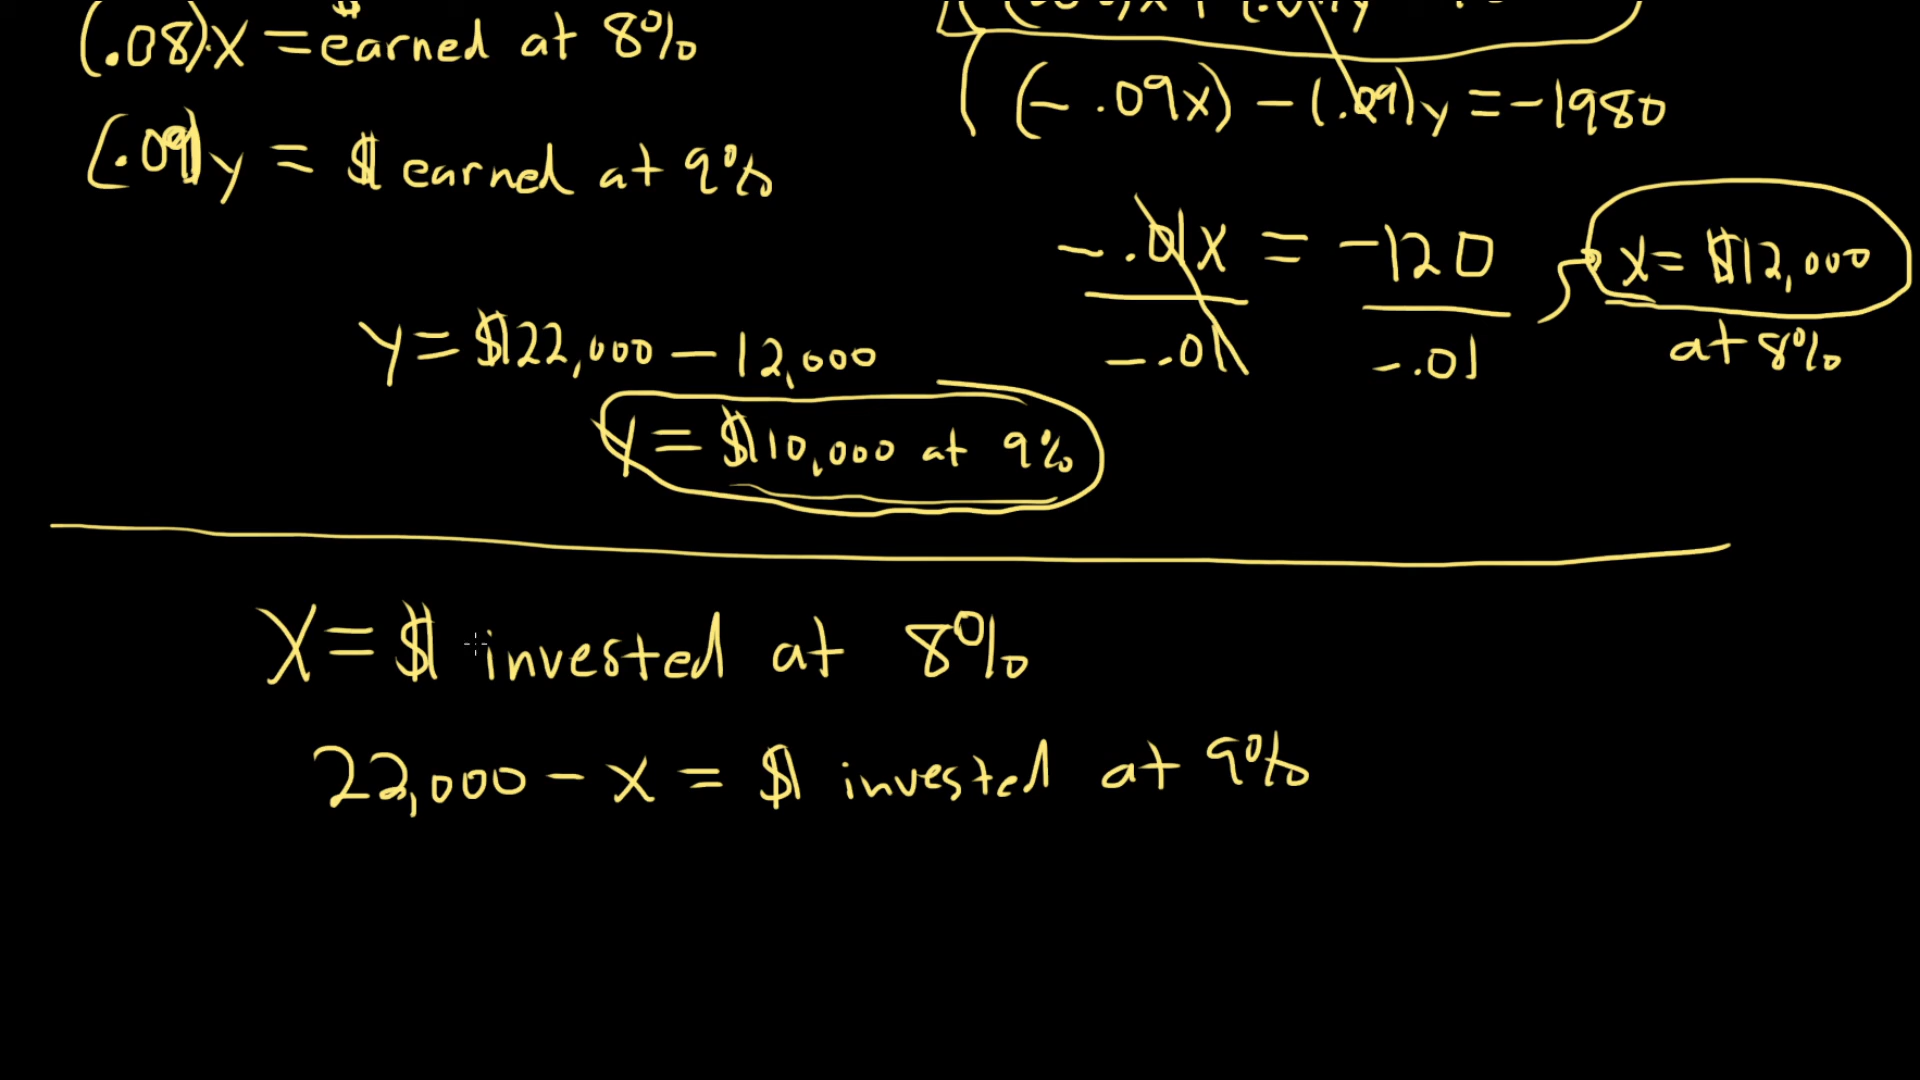 (.08)·x = $ earned at 8%
(.09)y = $ earned at 9%
(-.09x) - (.09)y = -1980
-.01x = -120
-.01 -.01
x = $12,000
at 8%
y = $22,000 - 12,000
y = $10,000 at 9%
X = $ invested at 8%
22,000 - x = $ invested at 9%